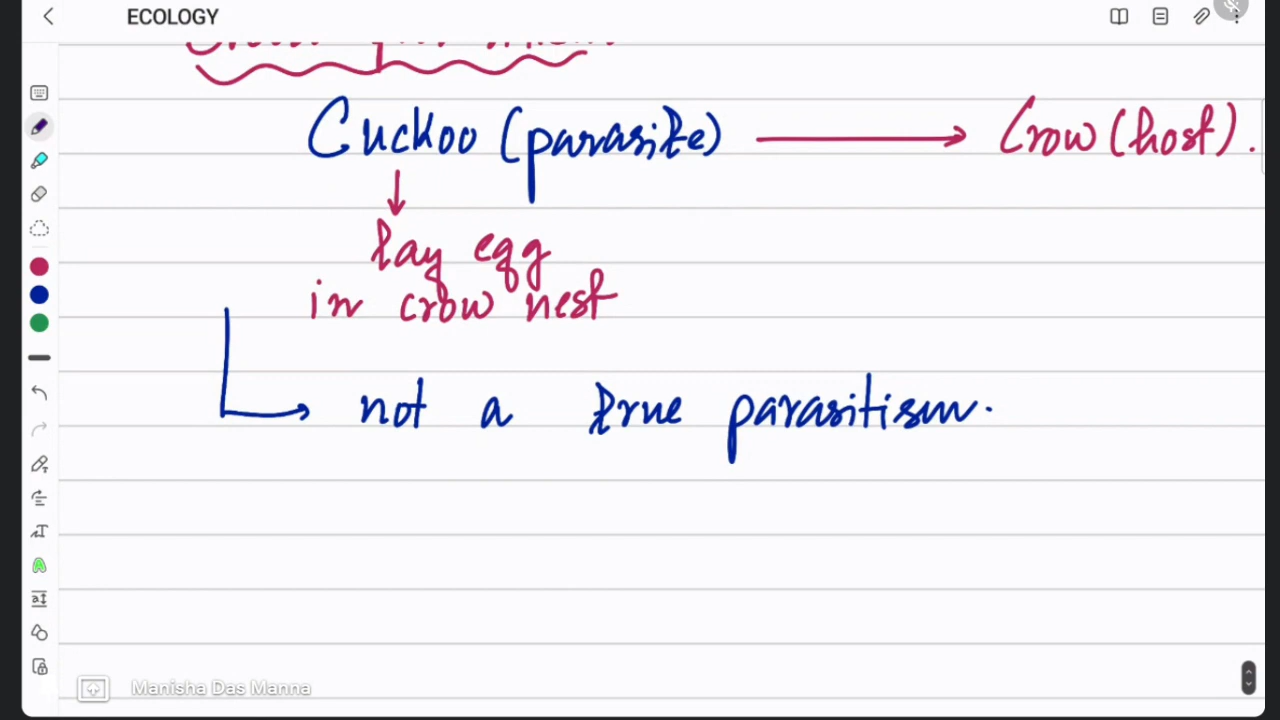 ECOLOGY
Cuckoo (parasite) → Crow (host).
↓
lay egg
in crow nest
→ not a true parasitism.
Manisha Das Manna